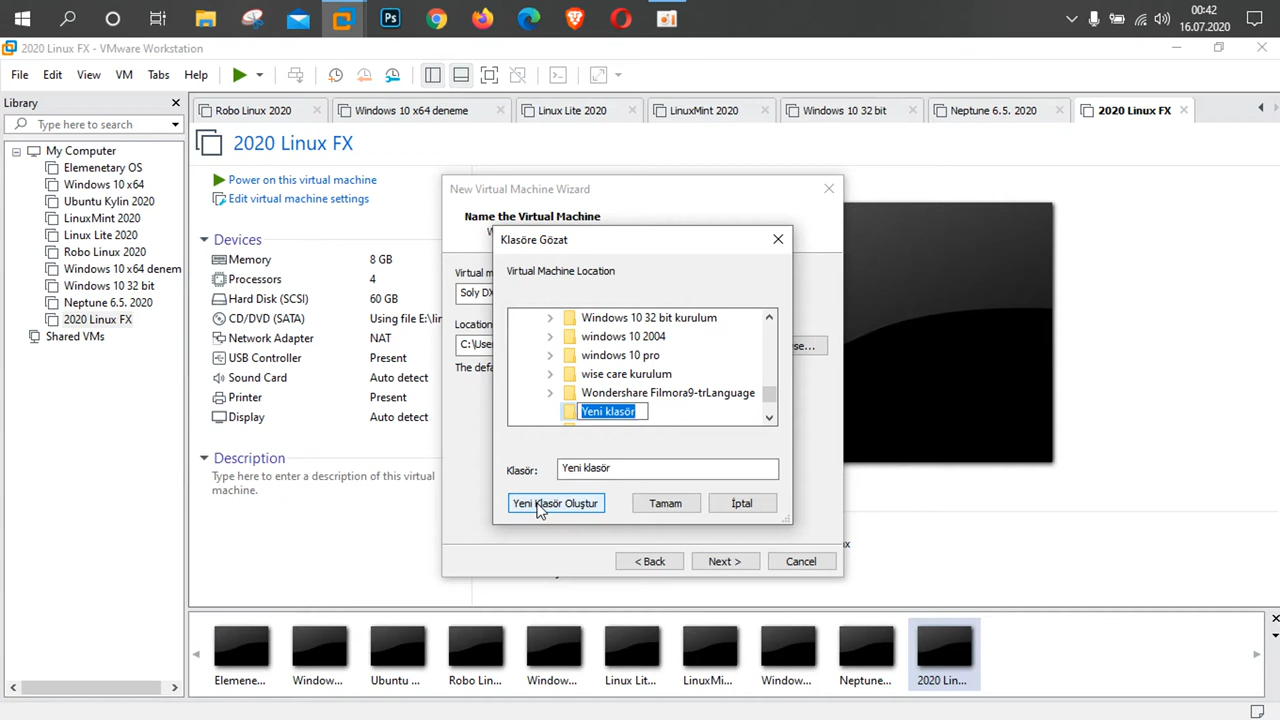 00:42
16.07.2020
2020 Linux FX - VMware Workstation
File Edit View VM Tabs Help
Library
Type here to search
My Computer
Elemenetary OS
Windows 10 x64
Ubuntu Kylin 2020
LinuxMint 2020
Linux Lite 2020
Robo Linux 2020
Windows 10 x64 denem
Windows 10 32 bit
Neptune 6.5. 2020
2020 Linux FX
Shared VMs
Robo Linux 2020 Windows 10 x64 deneme Linux Lite 2020 LinuxMint 2020 Windows 10 32 bit Neptune 6.5. 2020 2020 Linux FX
2020 Linux FX
Power on this virtual machine
Edit virtual machine settings
Devices
Memory 8 GB
Processors 4
Hard Disk (SCSI) 60 GB
CD/DVD (SATA) Using file E:\lin
Network Adapter NAT
USB Controller Present
Sound Card Auto detect
Printer Present
Display Auto detect
Description
Type here to enter a description of this virtual
machine.
New Virtual Machine Wizard
Name the Virtual Machine
W
Virtual m
Soly DX
Location
C:\User
se...
The defa
Klasöre Gözat
Virtual Machine Location
Windows 10 32 bit kurulum
windows 10 2004
windows 10 pro
wise care kurulum
Wondershare Filmora9-trLanguage
Yeni klasör
Klasör: Yeni klasör
Yeni Klasör Oluştur Tamam İptal
< Back Next > Cancel
Elemene... Window... Ubuntu ... Robo Lin... Window... Linux Lit... LinuxMi... Window... Neptune... 2020 Lin...